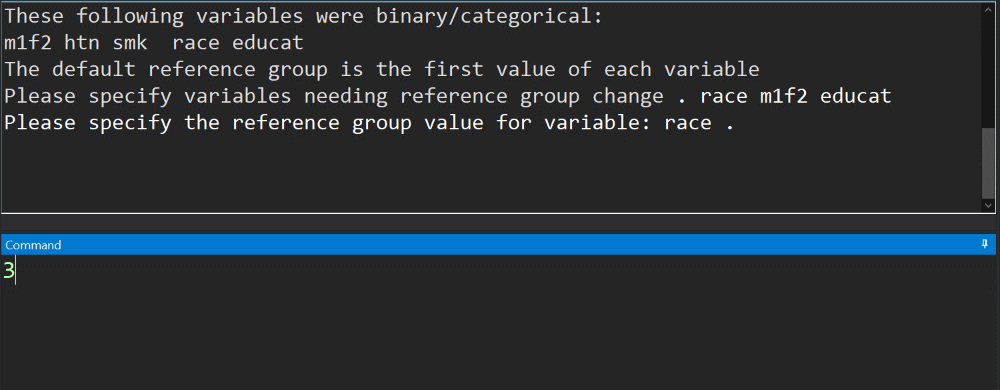 These following variables were binary/categorical:
m1f2 htn smk  race educat
The default reference group is the first value of each variable
Please specify variables needing reference group change . race m1f2 educat
Please specify the reference group value for variable: race .
Command
3